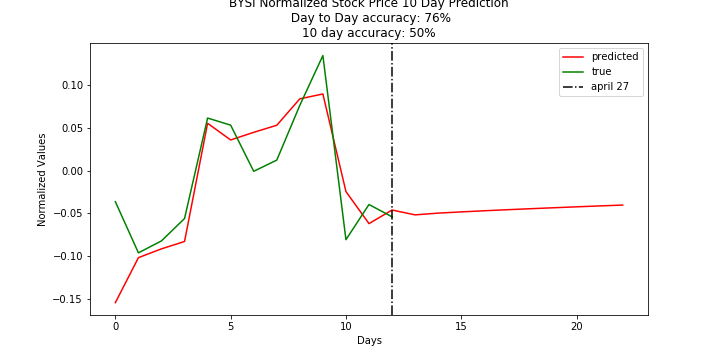 BYSI Normalized Stock Price 10 Day Prediction
Day to Day accuracy: 76%
10 day accuracy: 50%
predicted
true
april 27
Normalized Values
0.10
0.05
0.00
−0.05
−0.10
−0.15
0 5 10 15 20
Days